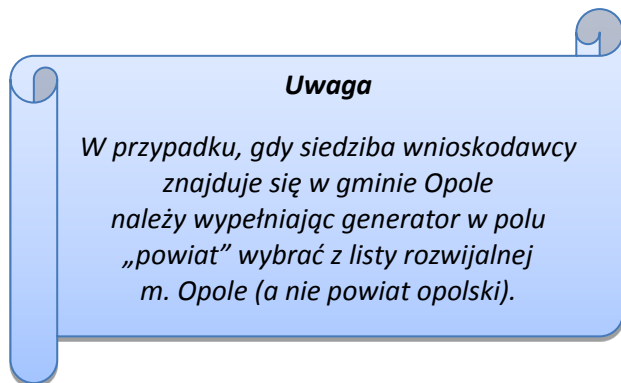 Uwaga
W przypadku, gdy siedziba wnioskodawcy
znajduje się w gminie Opole
należy wypełniając generator w polu
„powiat” wybrać z listy rozwijalnej
m. Opole (a nie powiat opolski).